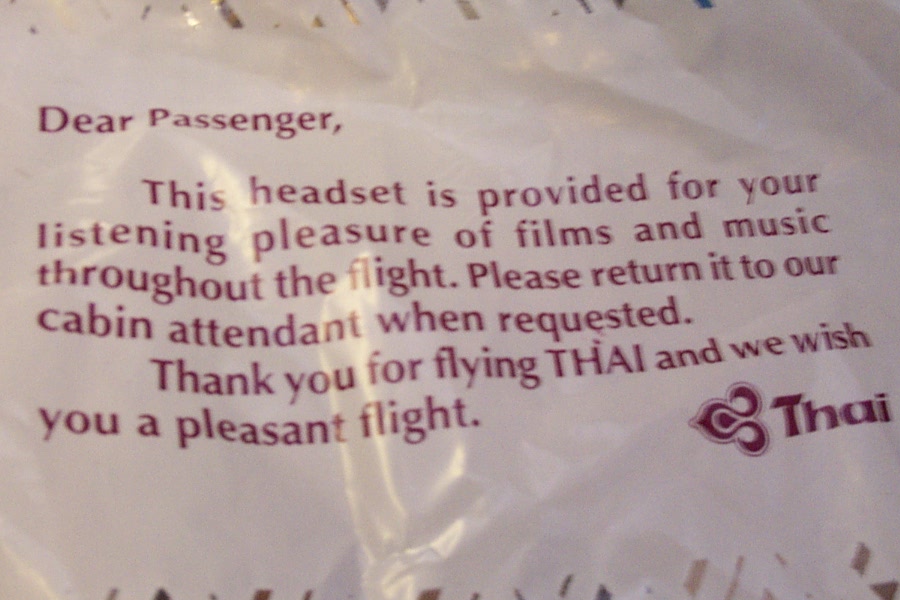 Dear Passenger,
This headset is provided for your
listening pleasure of films and music
throughout the flight. Please return it to our
cabin attendant when requested.
Thank you for flying THAI and we wish
you a pleasant flight.
Thai